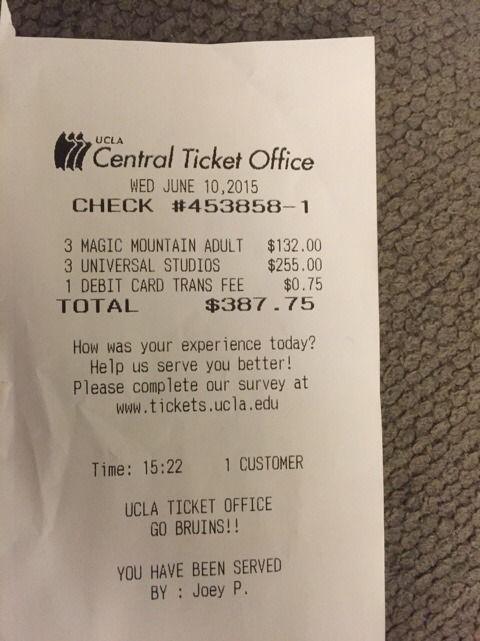 UCLA
Central Ticket Office
WED JUNE 10,2015
CHECK #453858-1
3 MAGIC MOUNTAIN ADULT $132.00
3 UNIVERSAL STUDIOS $255.00
1 DEBIT CARD TRANS FEE $0.75
TOTAL $387.75
How was your experience today?
Help us serve you better!
Please complete our survey at
www.tickets.ucla.edu
Time: 15:22 1 CUSTOMER
UCLA TICKET OFFICE
GO BRUINS!!
YOU HAVE BEEN SERVED
BY : Joey P.